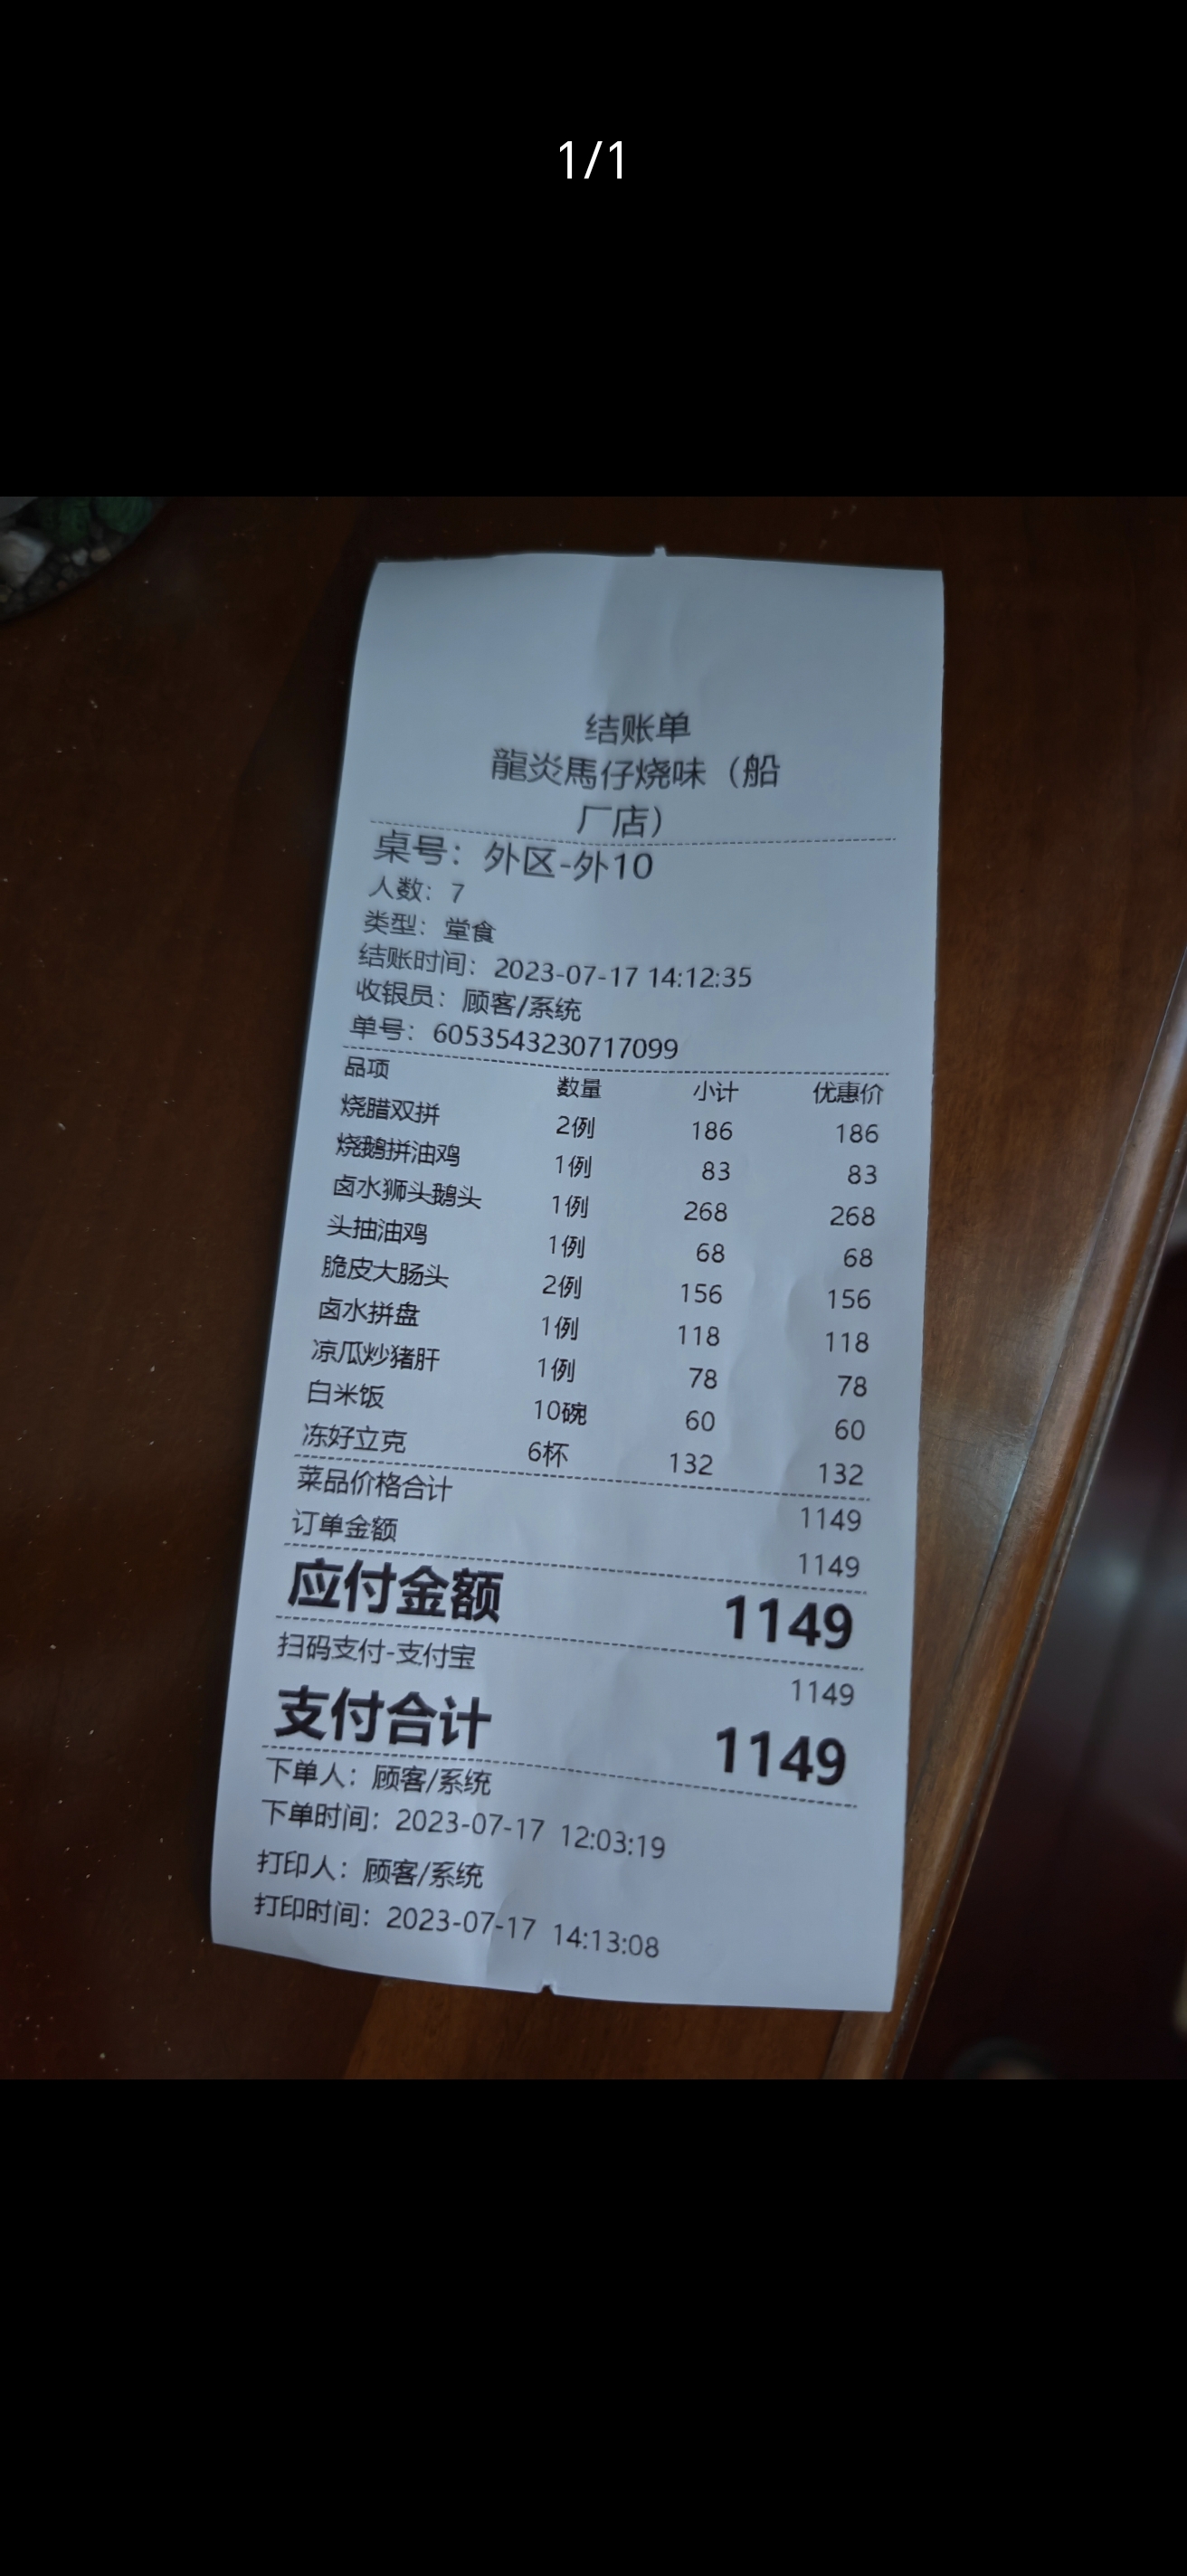 1/1
结账单
龍炎馬仔烧味（船
厂店）
桌号：外区-外10
人数：7
类型：堂食
结账时间：2023-07-17 14:12:35
收银员：顾客/系统
单号：6053543230717099
品项 数量 小计 优惠价
烧腊双拼 2例 186 186
烧鹅拼油鸡 1例 83 83
卤水狮头鹅头 1例 268 268
头抽油鸡 1例 68 68
脆皮大肠头 2例 156 156
卤水拼盘 1例 118 118
凉瓜炒猪肝 1例 78 78
白米饭 10碗 60 60
冻好立克 6杯 132 132
菜品价格合计 1149
订单金额 1149
应付金额 1149
扫码支付-支付宝 1149
支付合计 1149
下单人：顾客/系统
下单时间：2023-07-17 12:03:19
打印人：顾客/系统
打印时间：2023-07-17 14:13:08